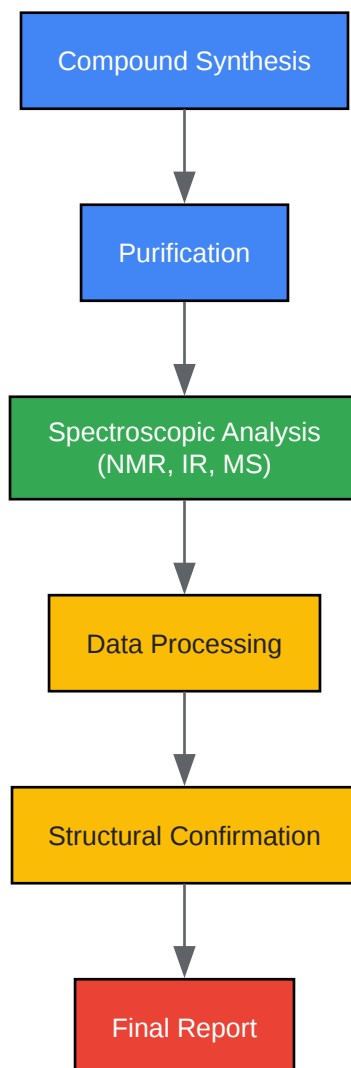 Compound Synthesis
Purification
Spectroscopic Analysis
(NMR, IR, MS)
Data Processing
Structural Confirmation
Final Report